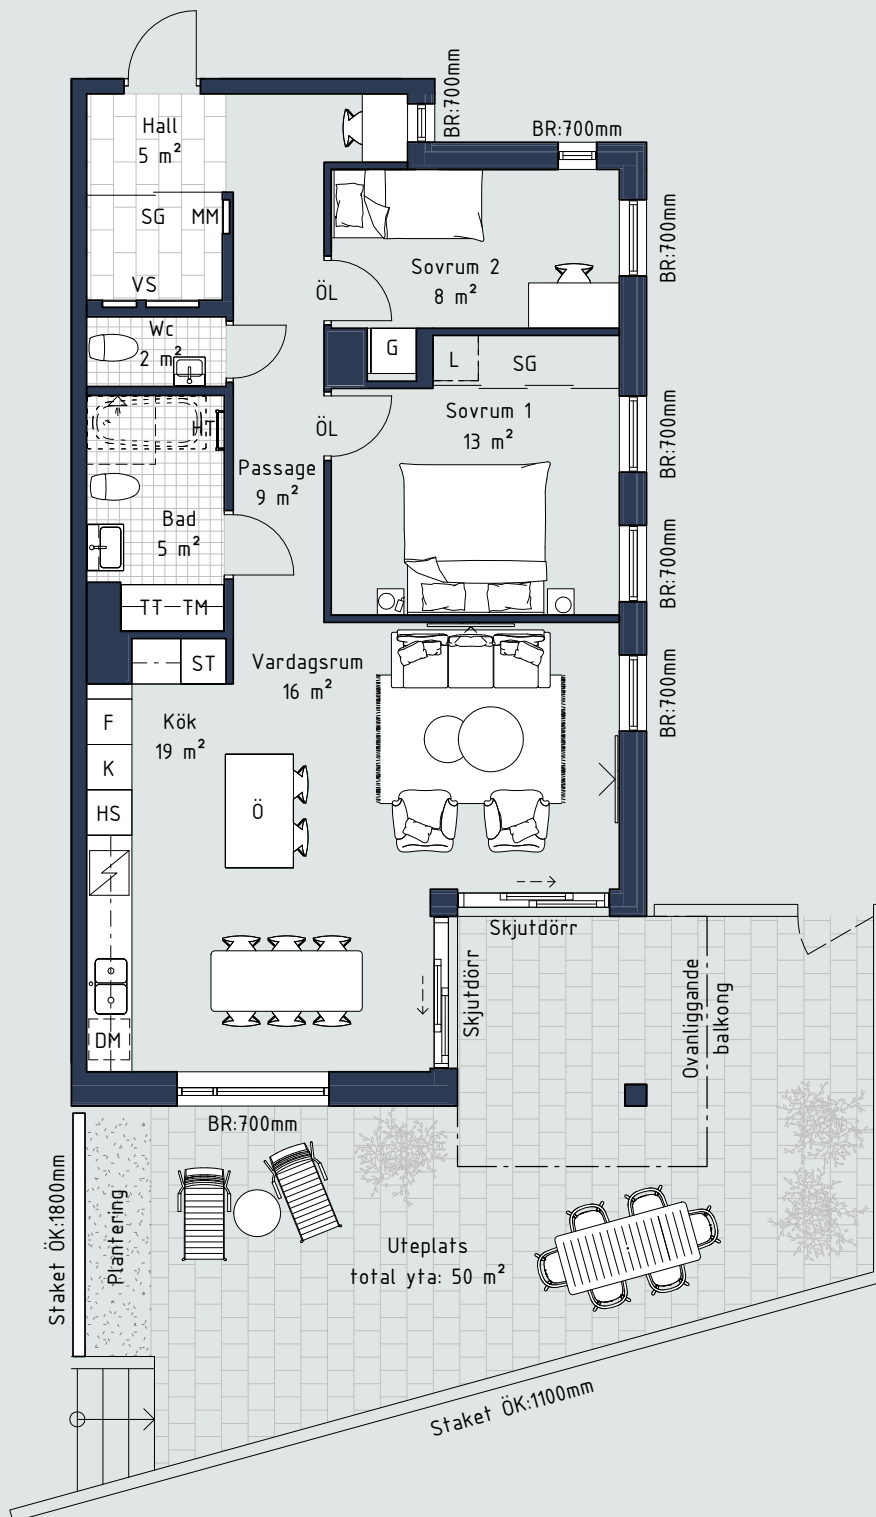 BR:700mm
Hall
5 m²
BR:700mm
SG
MM
BR:700mm
Sovrum 2
8 m²
VS
ÖL
Wc
2 m²
G
L
SG
HT
ÖL
Sovrum 1
13 m²
BR:700mm
Passage
9 m²
Bad
5 m²
BR:700mm
TT
TM
ST
Vardagsrum
16 m²
BR:700mm
F
Kök
19 m²
K
HS
Ö
Skjutdörr
Skjutdörr
Ovanliggande
balkong
DM
BR:700mm
Staket ÖK:1800mm
Plantering
Uteplats
total yta: 50 m²
Staket ÖK:1100mm